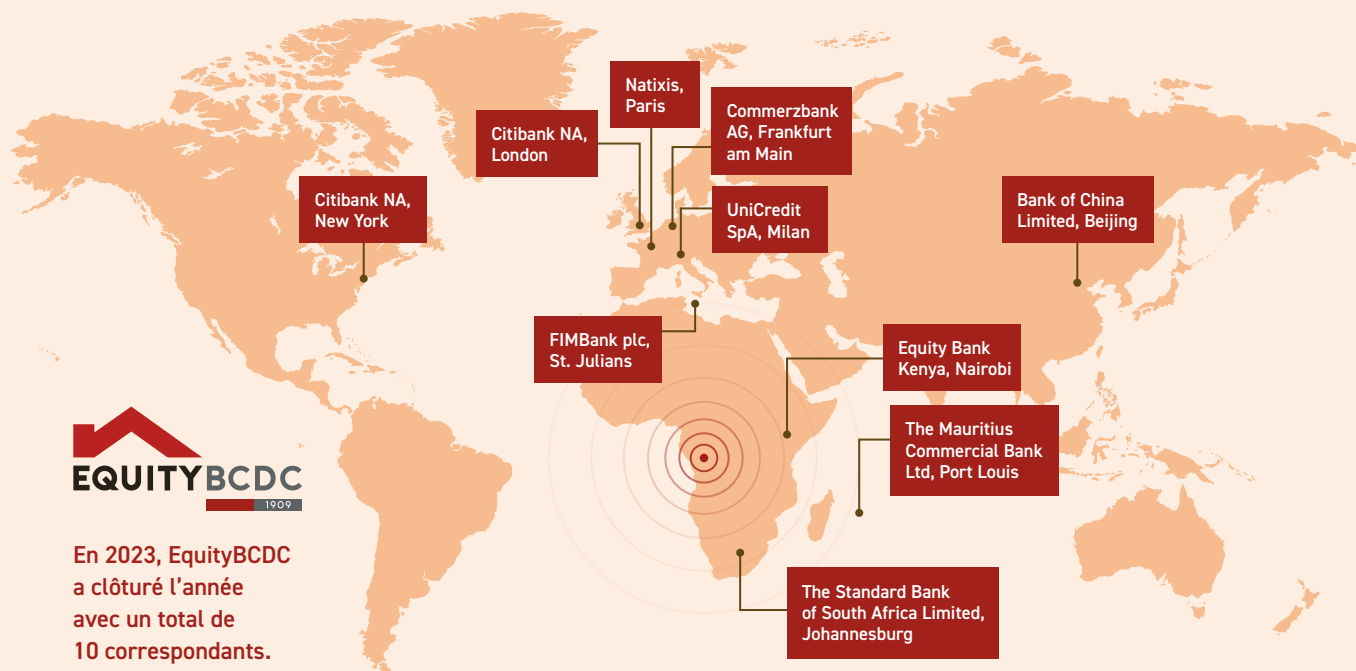 Natixis,
Paris
Commerzbank
AG, Frankfurt
am Main
Citibank NA,
London
Citibank NA,
New York
UniCredit
SpA, Milan
Bank of China
Limited, Beijing
FIMBank plc,
St. Julians
Equity Bank
Kenya, Nairobi
The Mauritius
Commercial Bank
Ltd, Port Louis
EQUITYBCDC
1909
En 2023, EquityBCDC
a clôturé l’année
avec un total de
10 correspondants.
The Standard Bank
of South Africa Limited,
Johannesburg